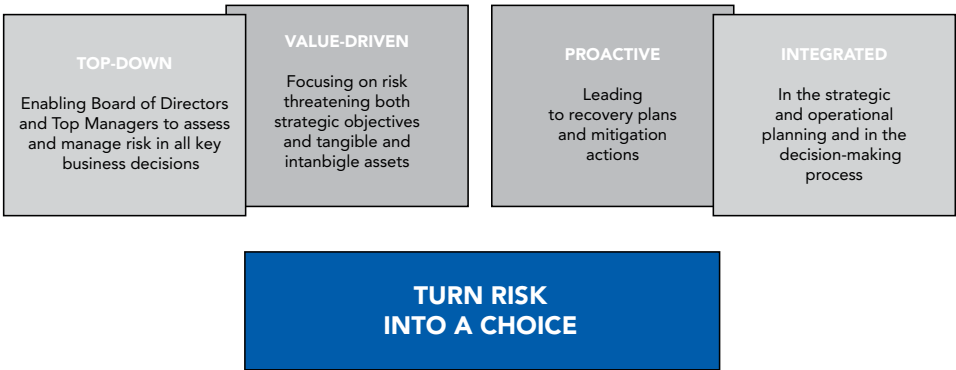 TOP-DOWN
Enabling Board of Directors
and Top Managers to assess
and manage risk in all key
business decisions
VALUE-DRIVEN
Focusing on risk
threatening both
strategic objectives
and tangible and
intanbigle assets
PROACTIVE
Leading
to recovery plans
and mitigation
actions
INTEGRATED
In the strategic
and operational
planning and in the
decision-making
process
TURN RISK
INTO A CHOICE